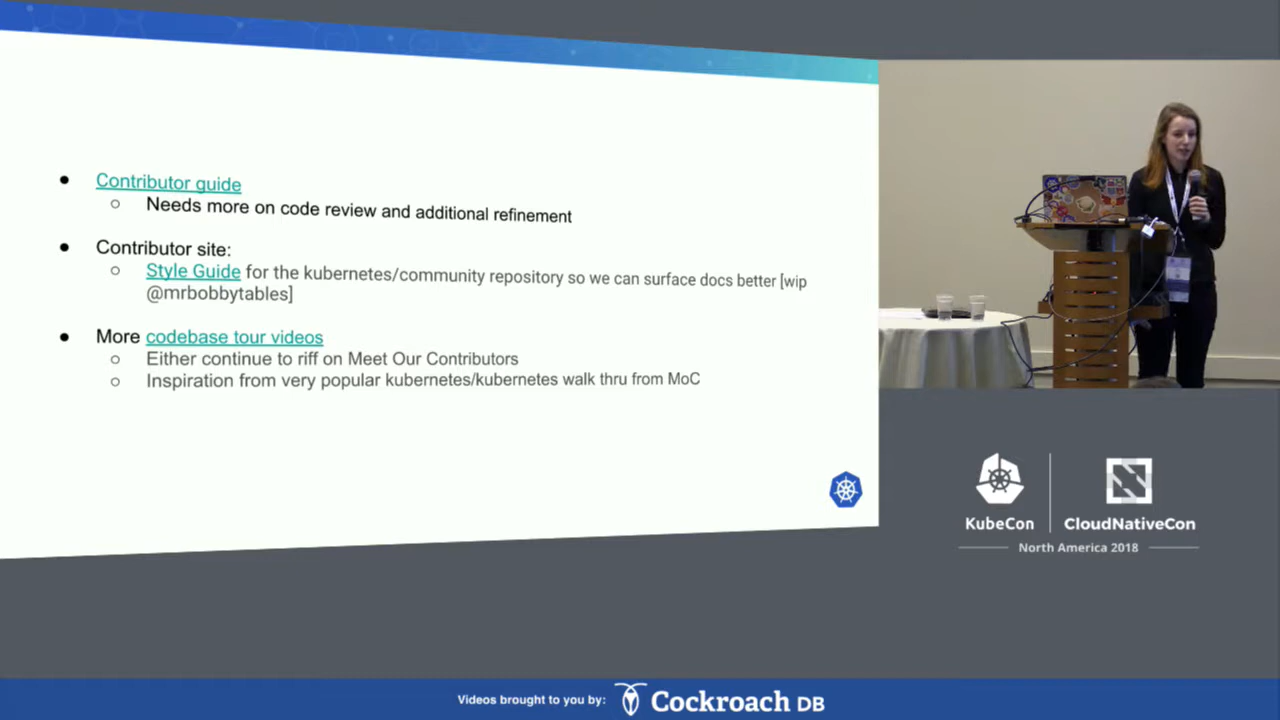 Contributor guide
Needs more on code review and additional refinement
Contributor site:
Style Guide for the kubernetes/community repository so we can surface docs better [wip
@mrbobbytables]
More codebase tour videos
Either continue to riff on Meet Our Contributors
Inspiration from very popular kubernetes/kubernetes walk thru from MoC
KubeCon
CloudNativeCon
North America 2018
Videos brought to you by:
Cockroach DB